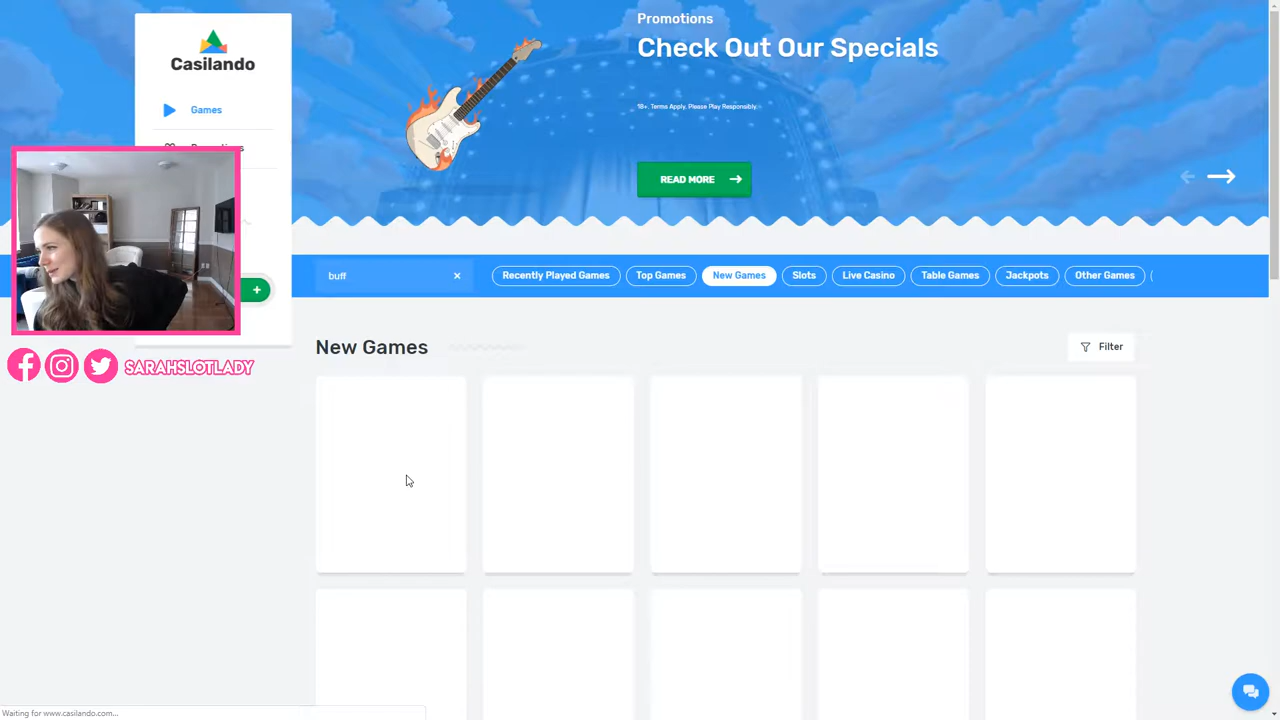 Casilando
Games
SARAHSLOTLADY
Promotions
Check Out Our Specials
18+. Terms Apply. Please Play Responsibly.
READ MORE
buff
Recently Played Games
Top Games
New Games
Slots
Live Casino
Table Games
Jackpots
Other Games
New Games
Filter
Waiting for www.casilando.com...